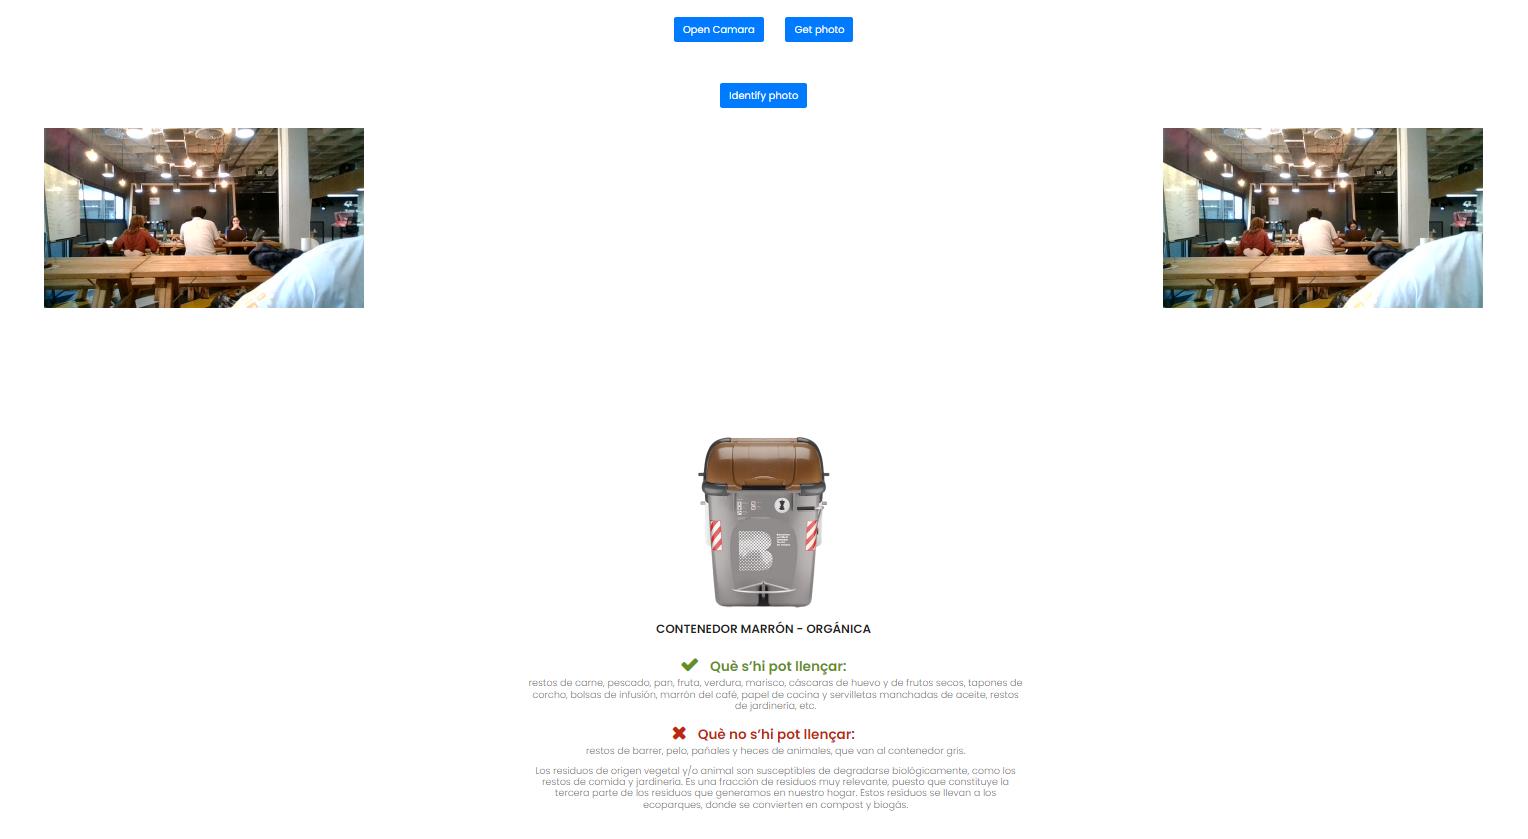 Open Camara
Get photo
Identify photo
B
CONTENEDOR MARRÓN - ORGÁNICA
Què s'hi pot llençar:
restos de carne, pescado, pan, fruta, verdura, marisco, cáscaras de huevo y de frutos secos, tapones de
corcho, bolsas de infusión, marrón del café, papel de cocina y servilletas manchadas de aceite, restos
de jardinería, etc.
Què no s'hi pot llençar:
restos de barrer, pelo, pañales y heces de animales, que van al contenedor gris.
Los residuos de origen vegetal y/o animal son susceptibles de degradarse biológicamente, como los
restos de comida y jardinería. Es una fracción de residuos muy relevante, puesto que constituye la
tercera parte de los residuos que generamos en nuestro hogar. Estos residuos se llevan a los
ecoparques, donde se convierten en compost y biogás.